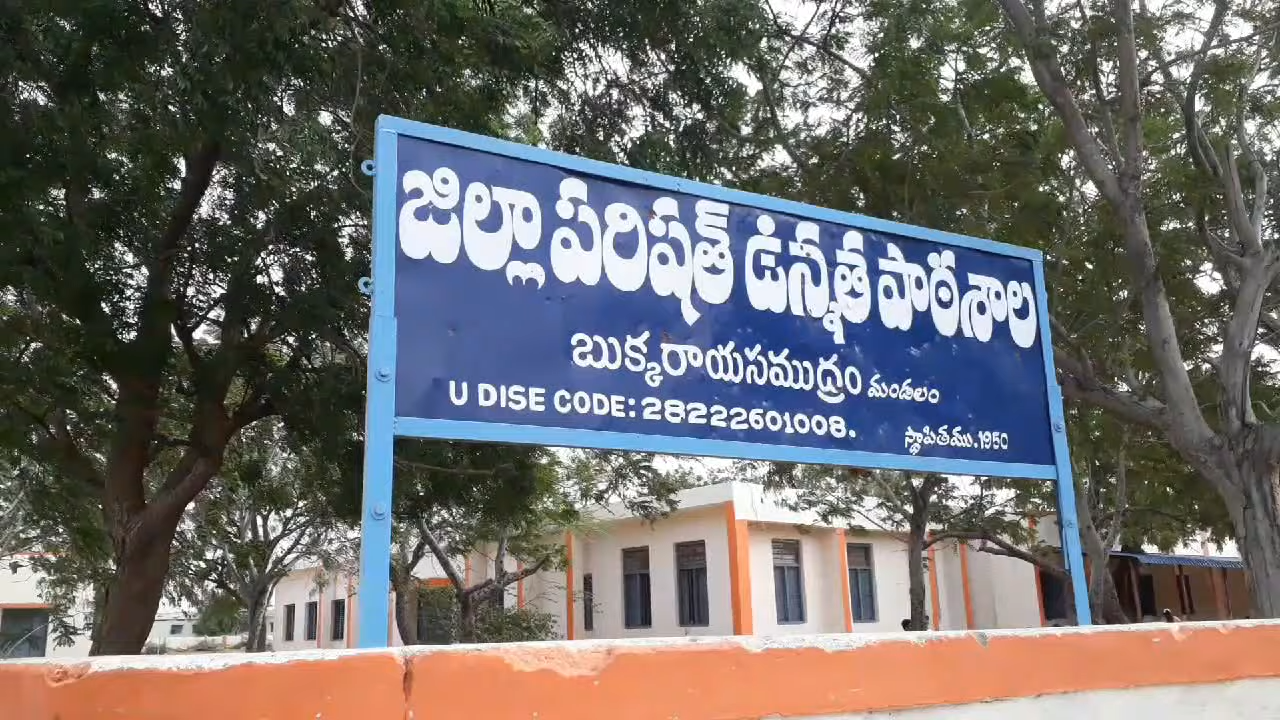 జిల్లా పరిషత్ ఉన్నత పాఠశాల
బుక్కరాయసముద్రం మండలం
U DISE CODE: 28222601008.
స్థాపితము.1950